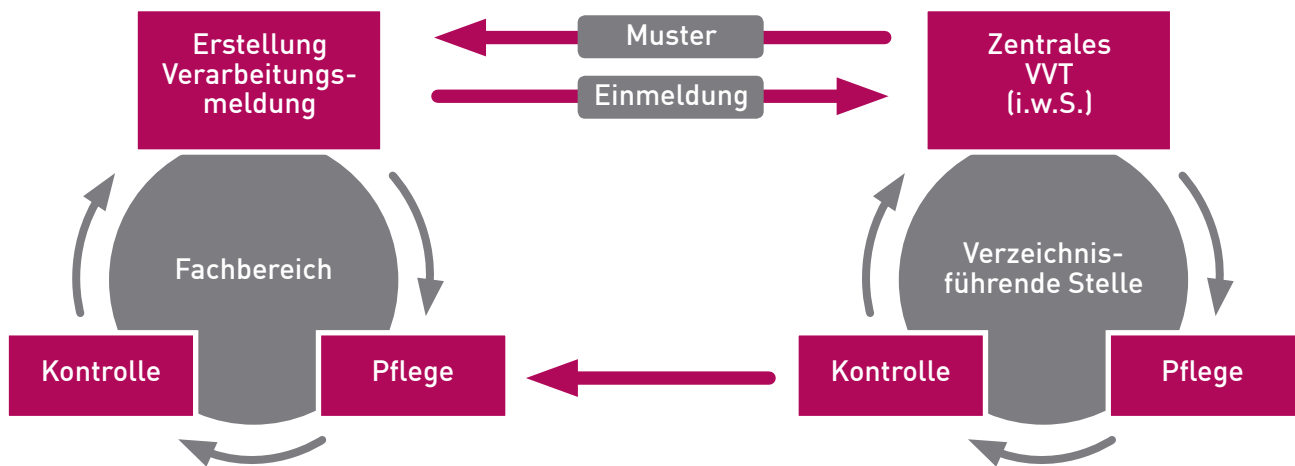 Erstellung
Verarbeitungs-
meldung
Muster
Einmeldung
Zentrales
VVT
(i.w.S.)
Fachbereich
Verzeichnis-
führende Stelle
Kontrolle
Pflege
Kontrolle
Pflege